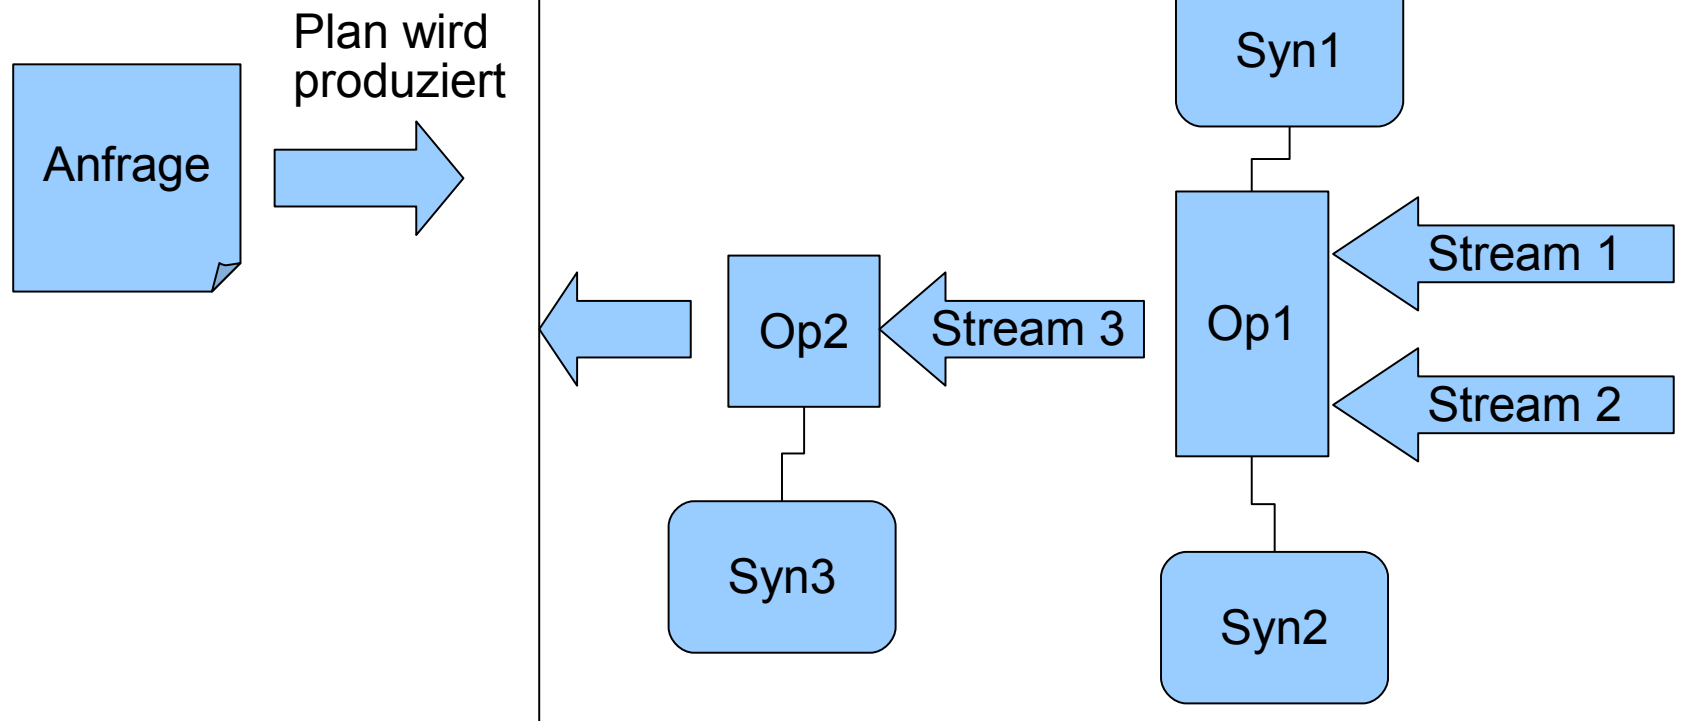 Plan wird
produziert
Anfrage
Syn1
Stream 1
Op1
Op2
Stream 3
Stream 2
Syn3
Syn2